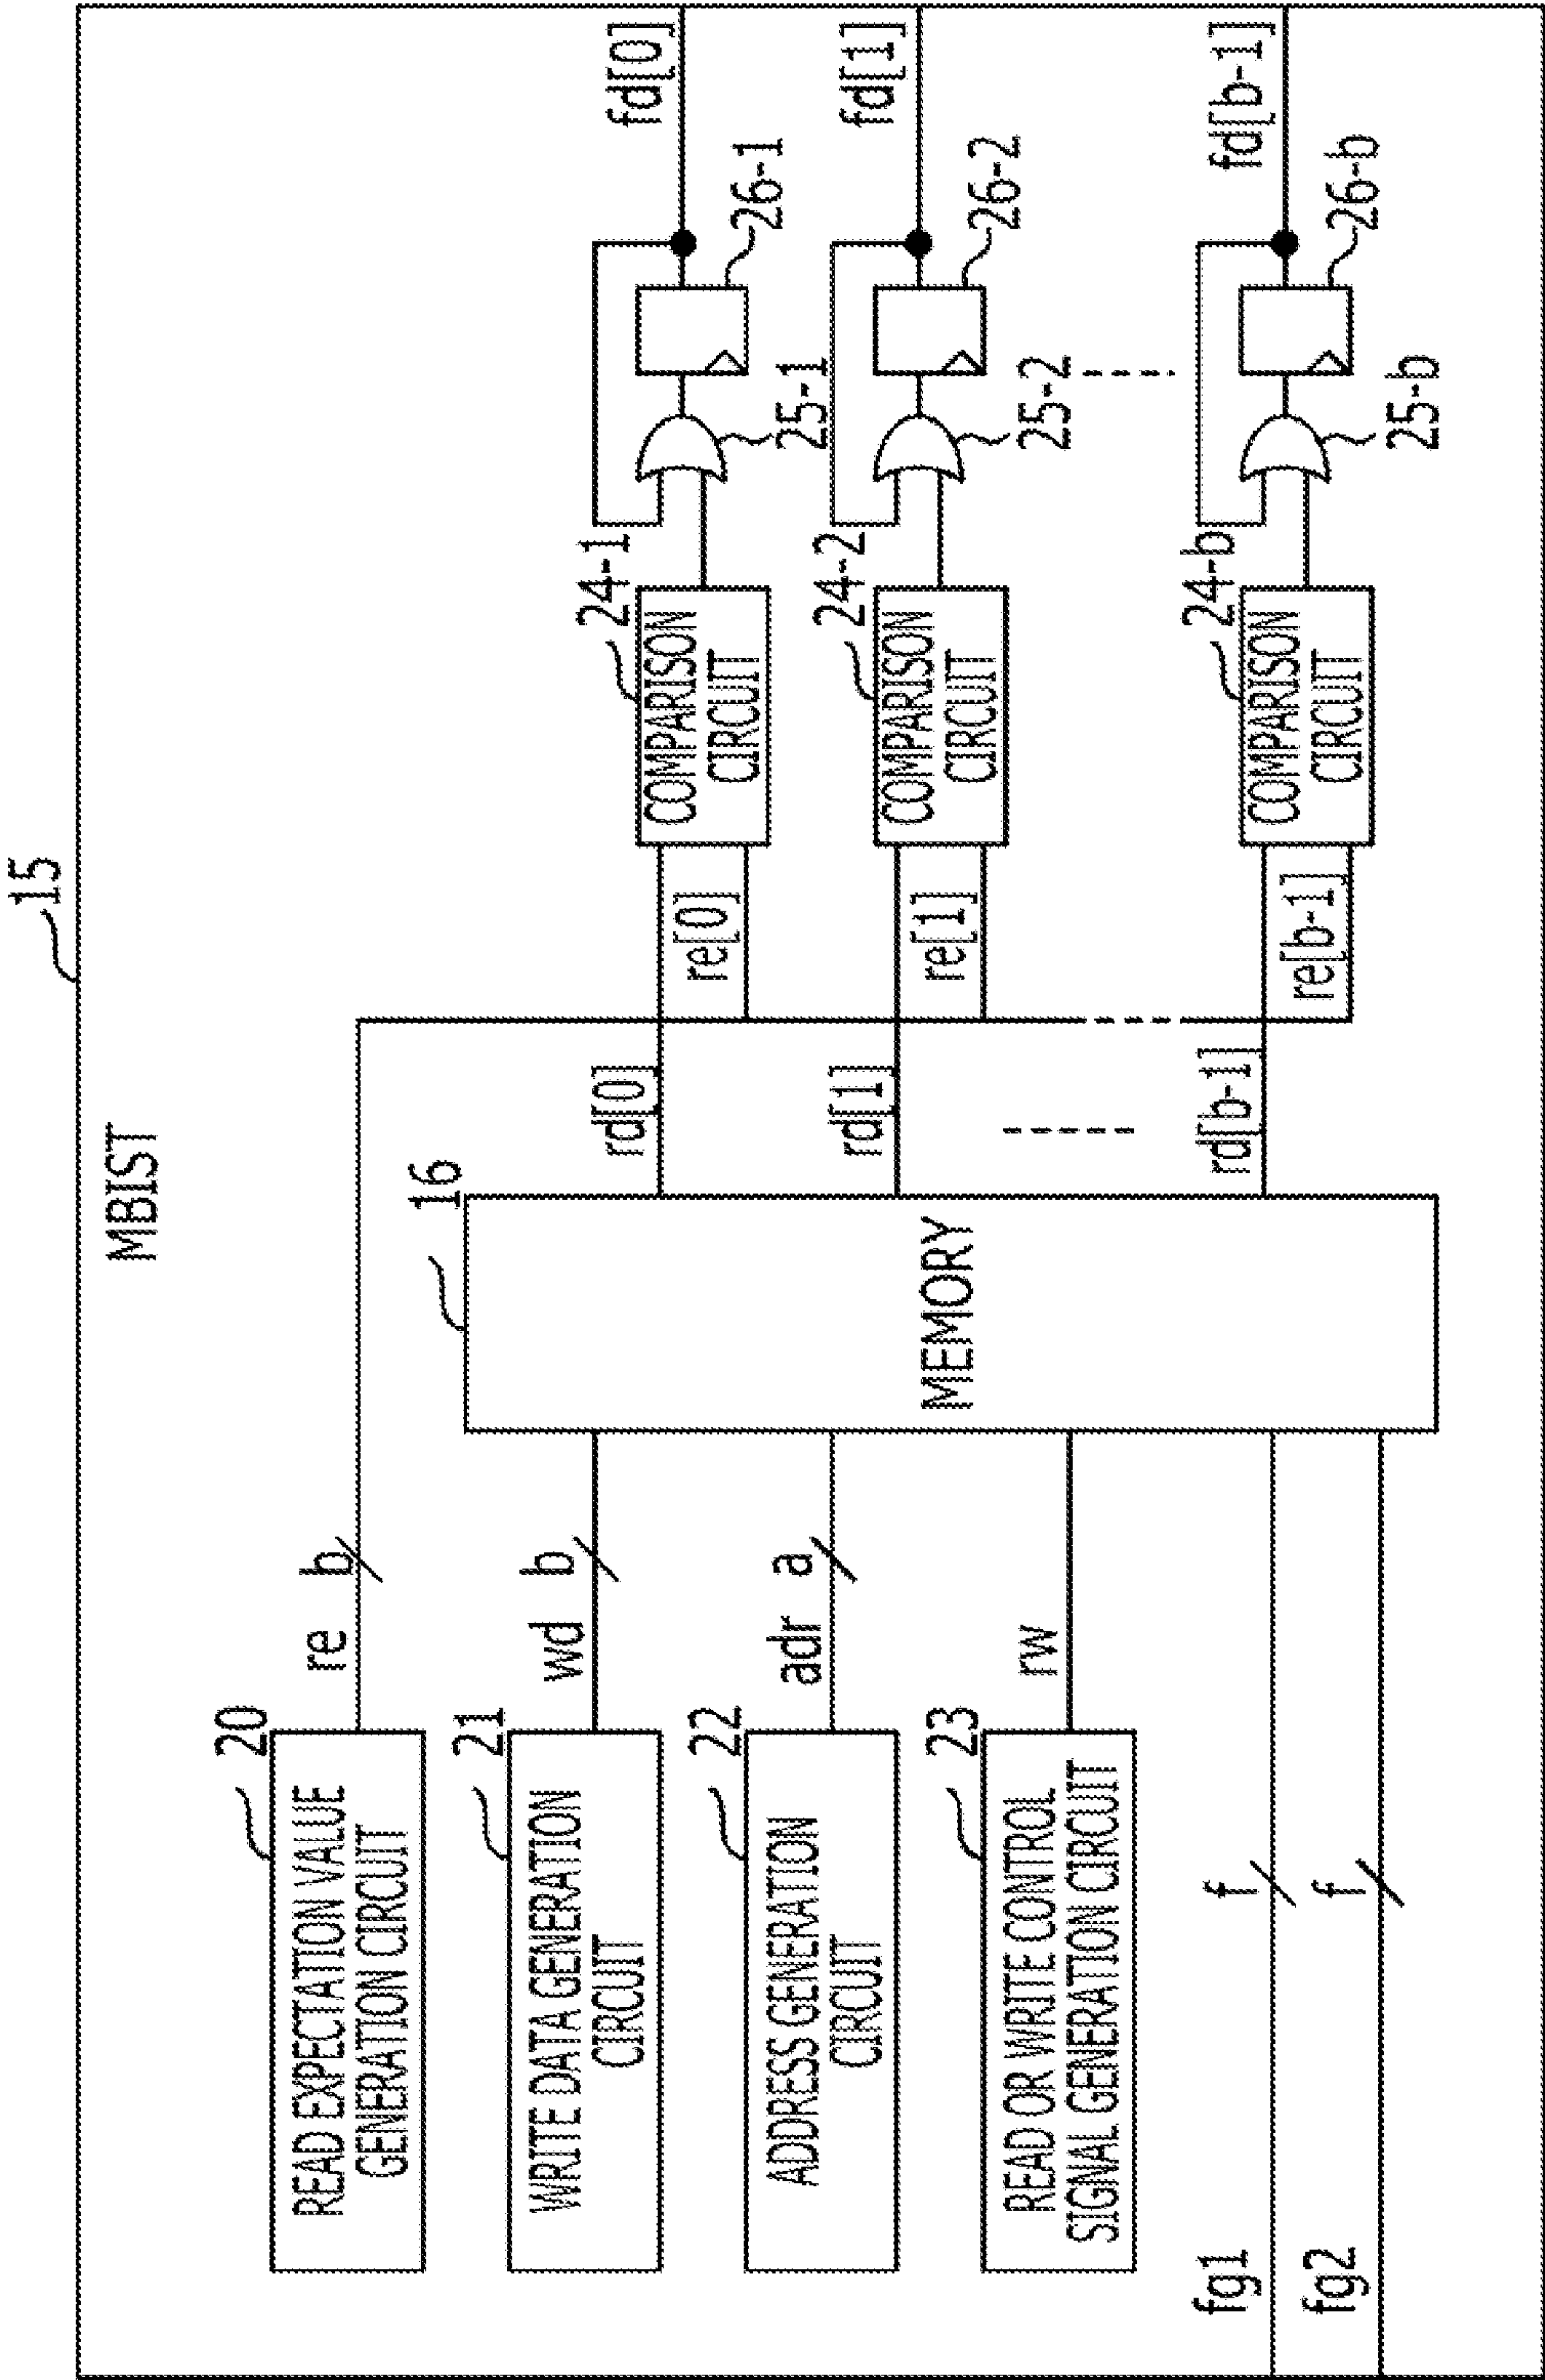 15
MBIST
20
READ EXPECTATION VALUE
GENERATION CIRCUIT
re
b
21
WRITE DATA GENERATION
CIRCUIT
wd
b
22
ADDRESS GENERATION
CIRCUIT
adr
a
23
READ OR WRITE CONTROL
SIGNAL GENERATION CIRCUIT
rw
fg1
f
fg2
f
16
MEMORY
rd[0]
re[0]
24-1
COMPARISON
CIRCUIT
25-1
26-1
fd[0]
rd[1]
re[1]
24-2
COMPARISON
CIRCUIT
25-2
26-2
fd[1]
rd[b-1]
re[b-1]
24-b
COMPARISON
CIRCUIT
25-b
26-b
fd[b-1]